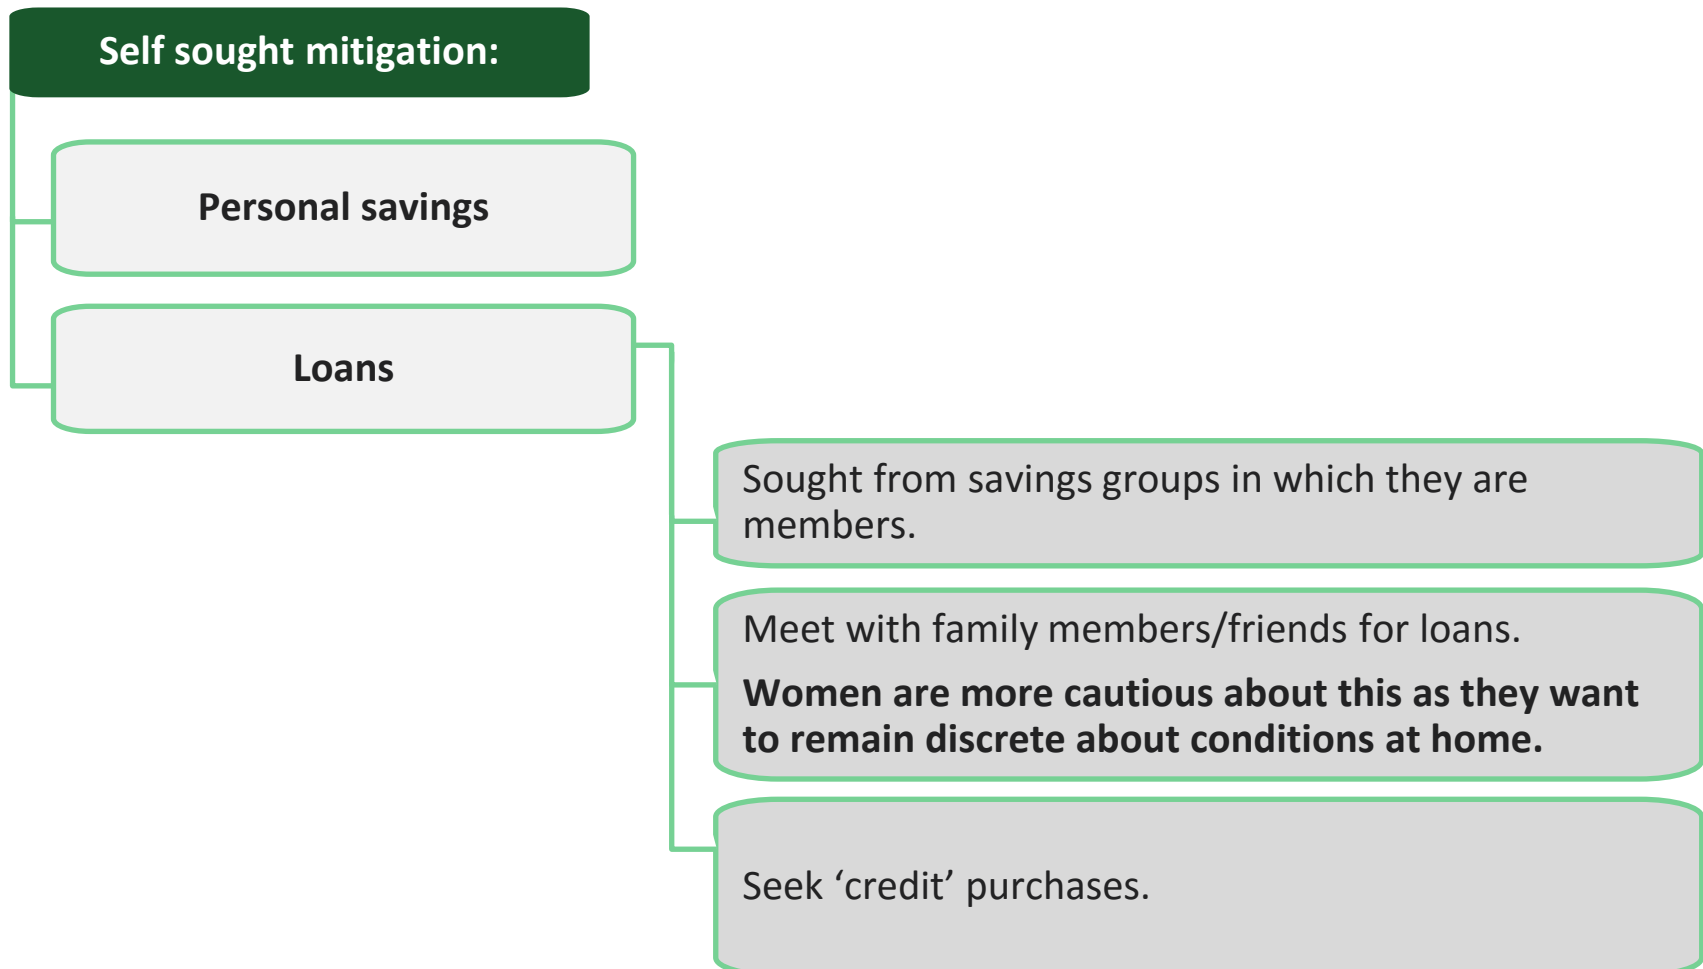 Self sought mitigation:
Personal savings
Loans
Sought from savings groups in which they are
members.
Meet with family members/friends for loans.
Women are more cautious about this as they want
to remain discrete about conditions at home.
Seek ‘credit’ purchases.